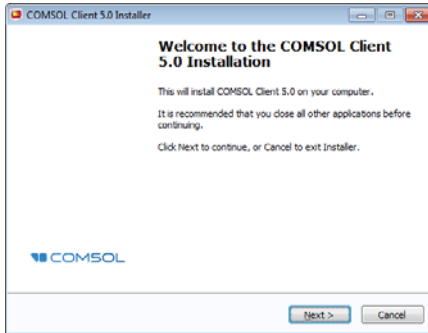 COMSOL Client 5.0 Installer
Welcome to the COMSOL Client
5.0 Installation
This will install COMSOL Client 5.0 on your computer.
It is recommended that you close all other applications before
continuing.
Click Next to continue, or Cancel to exit Installer.
COMSOL
Next >
Cancel